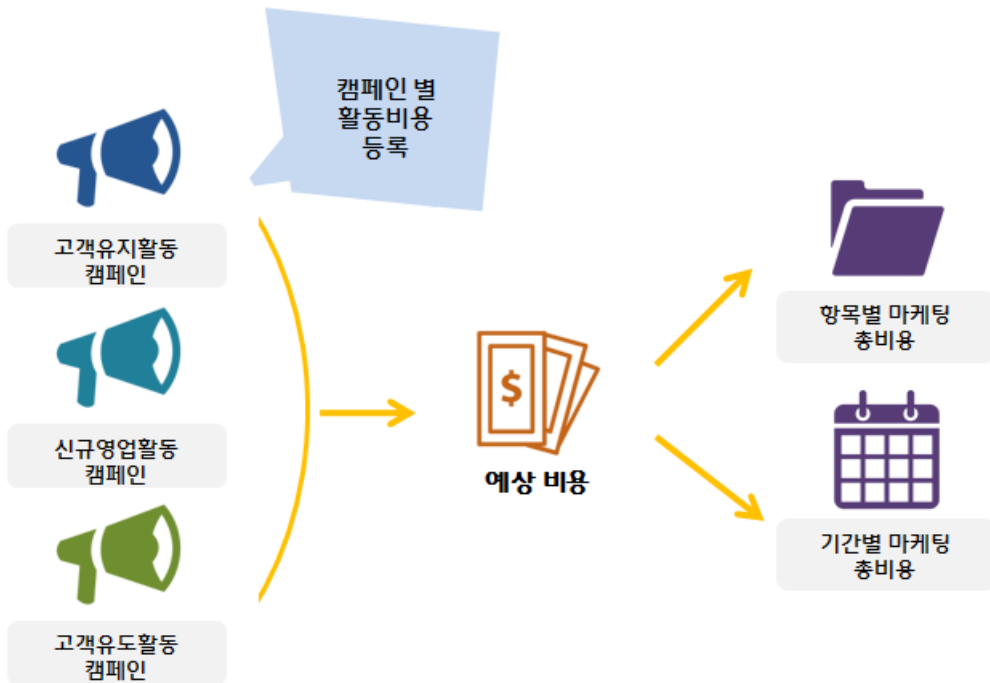 캠페인 별
활동비용
등록
고객유지활동
캠페인
신규영업활동
캠페인
고객유도활동
캠페인
$
예상 비용
항목별 마케팅
총비용
기간별 마케팅
총비용